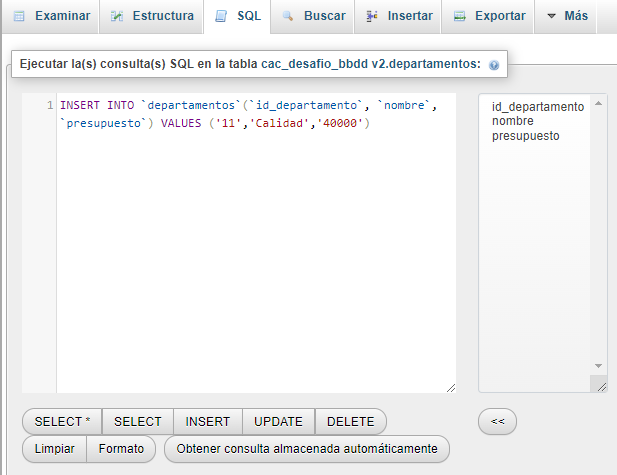 Examinar Estructura SQL Buscar Insertar Exportar Más
Ejecutar la(s) consulta(s) SQL en la tabla cac_desafio_bbdd v2.departamentos:
1 INSERT INTO `departamentos`(`id_departamento`, `nombre`,
`presupuesto`) VALUES ('11','Calidad','40000')
id_departamento
nombre
presupuesto
SELECT * SELECT INSERT UPDATE DELETE <<
Limpiar Formato Obtener consulta almacenada automáticamente